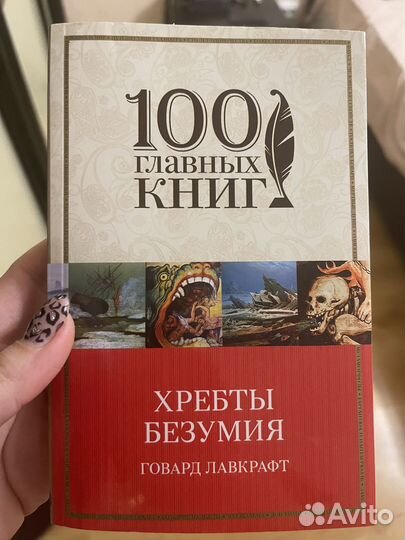 100
главных
КНИГ
ХРЕБТЫ
БЕЗУМИЯ
ГОВАРД ЛАВКРАФТ
Avito